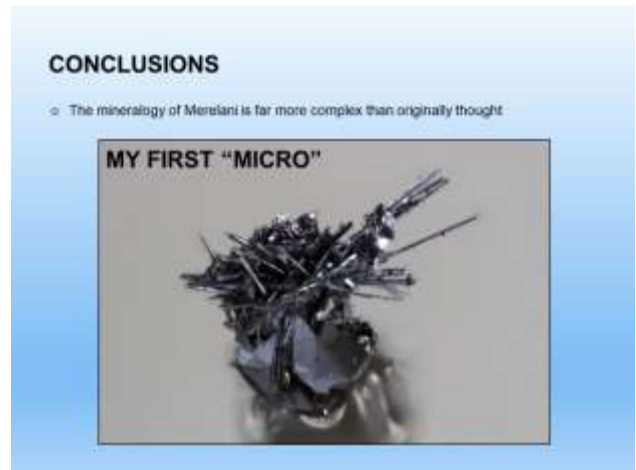 CONCLUSIONS
The mineralogy of Merelani is far more complex than originally thought
MY FIRST “MICRO”